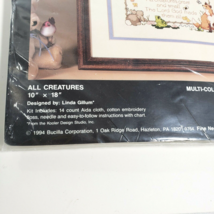 ALL CREATURES
MULTI-COL
10" × 18"
Designed by: Linda Gillum*
Kit includes: 14 count Aida cloth, cotton embroidery
floss, needle and easy-to-follow instructions with chart
*From the Kooler Design Studio, Inc.
© 1994 Bucilla Corporation, 1 Oak Ridge Road, Hazleton, PA